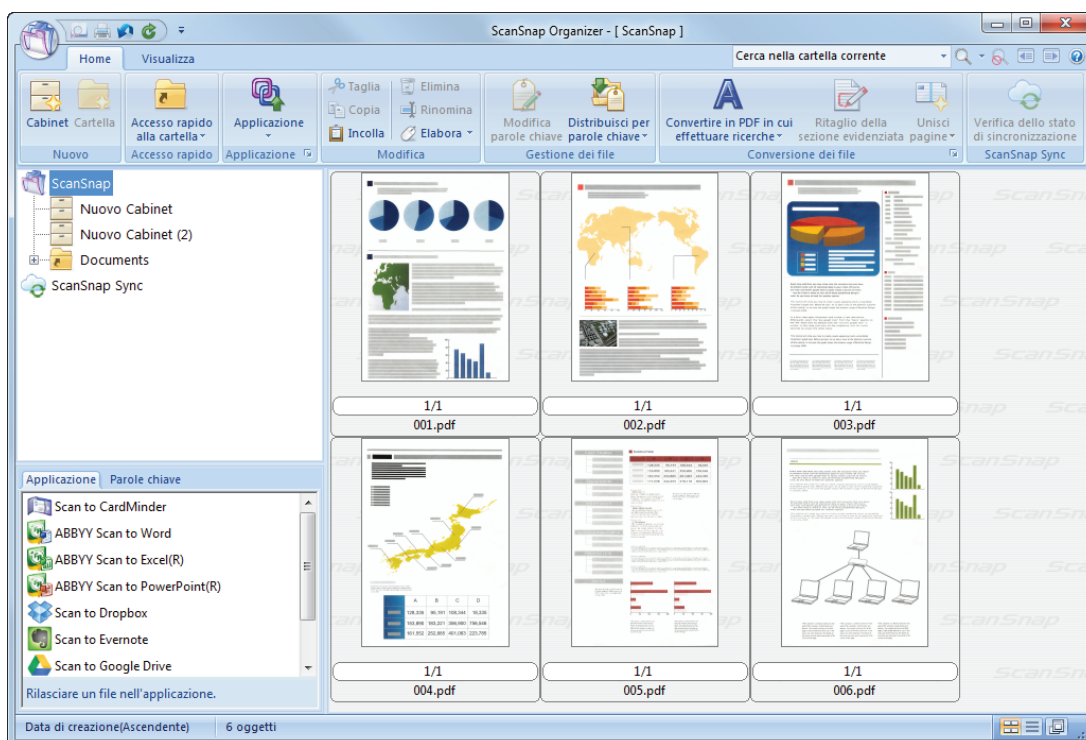 ScanSnap Organizer - [ ScanSnap ]
Home
Visualizza
Cerca nella cartella corrente
Cabinet
Cartella
Nuovo
Accesso rapido
alla cartella
Accesso rapido
Applicazione
Applicazione
Taglia
Copia
Incolla
Elimina
Rinomina
Elabora
Modifica
Modifica
parole chiave
Distribuisci per
parole chiave
Gestione dei file
Convertire in PDF in cui
effettuare ricerche
Ritaglio della
sezione evidenziata
Unisci
pagine
Conversione dei file
Verifica dello stato
di sincronizzazione
ScanSnap Sync
ScanSnap
Nuovo Cabinet
Nuovo Cabinet (2)
Documents
ScanSnap Sync
Applicazione
Parole chiave
Scan to CardMinder
ABBYY Scan to Word
ABBYY Scan to Excel(R)
ABBYY Scan to PowerPoint(R)
Scan to Dropbox
Scan to Evernote
Scan to Google Drive
Rilasciare un file nell'applicazione.
1/1
001.pdf
1/1
002.pdf
1/1
003.pdf
A B C D
1/1
004.pdf
1/1
005.pdf
1/1
006.pdf
ScanSnap
Data di creazione(Ascendente)
6 oggetti